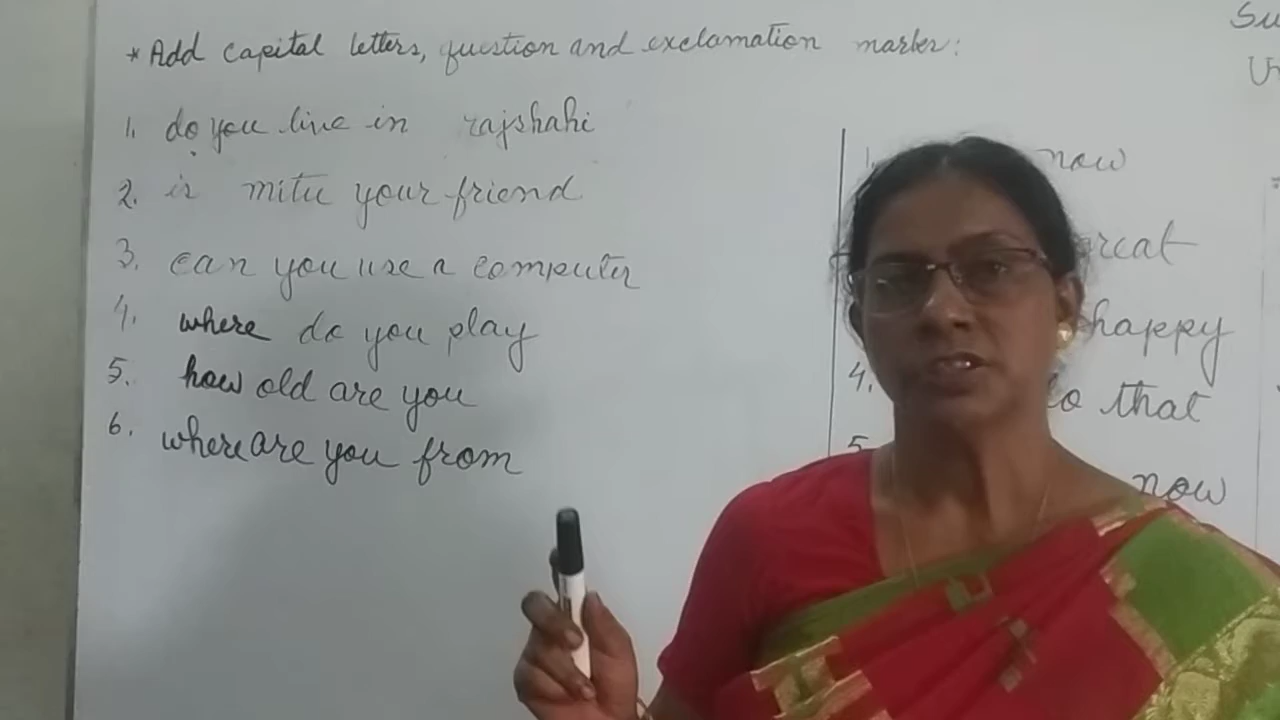 * Add capital letters, question and exclamation marks:
1. do you live in rajshahi
2. is mitu your friend
3. can you use a computer
4. where do you play
5. how old are you
6. where are you from
Su
1. now
great
happy
4. that
5. now